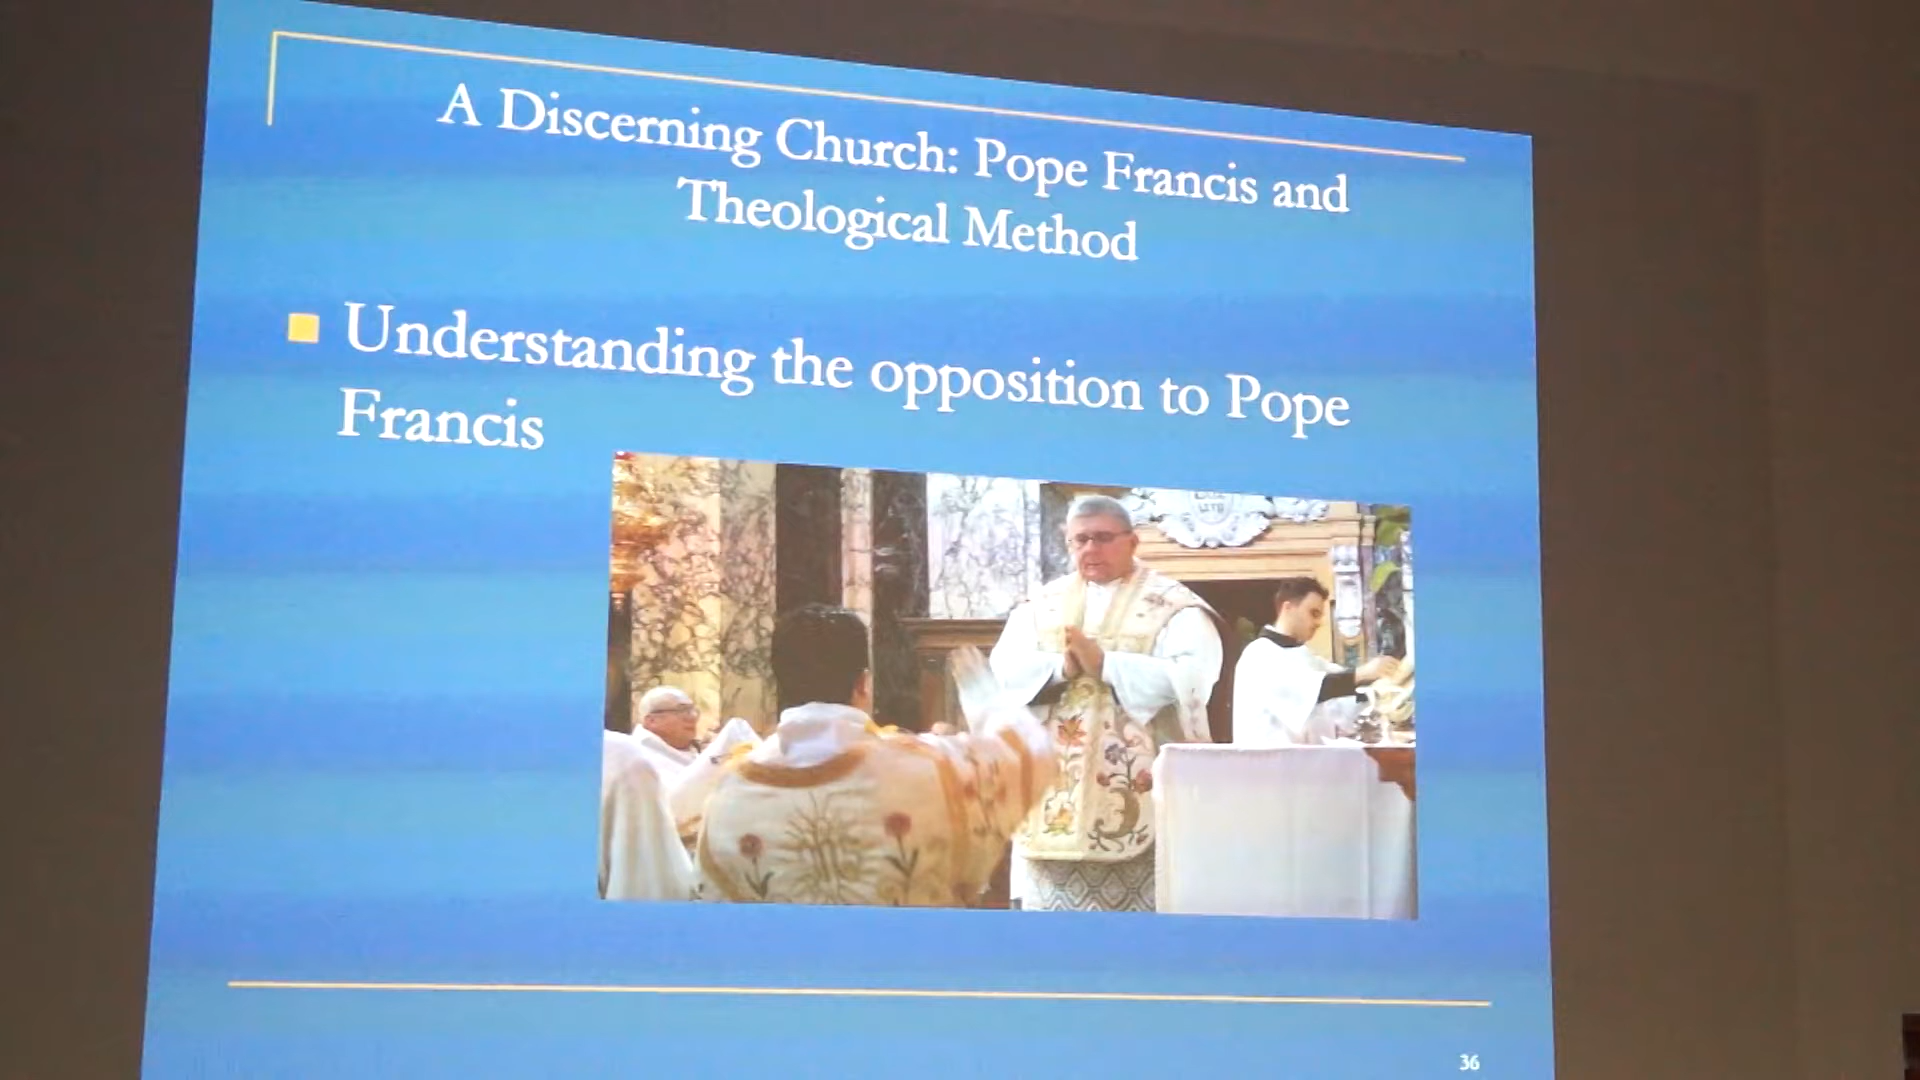 A Discerning Church: Pope Francis and
Theological Method
Understanding the opposition to Pope
Francis
36